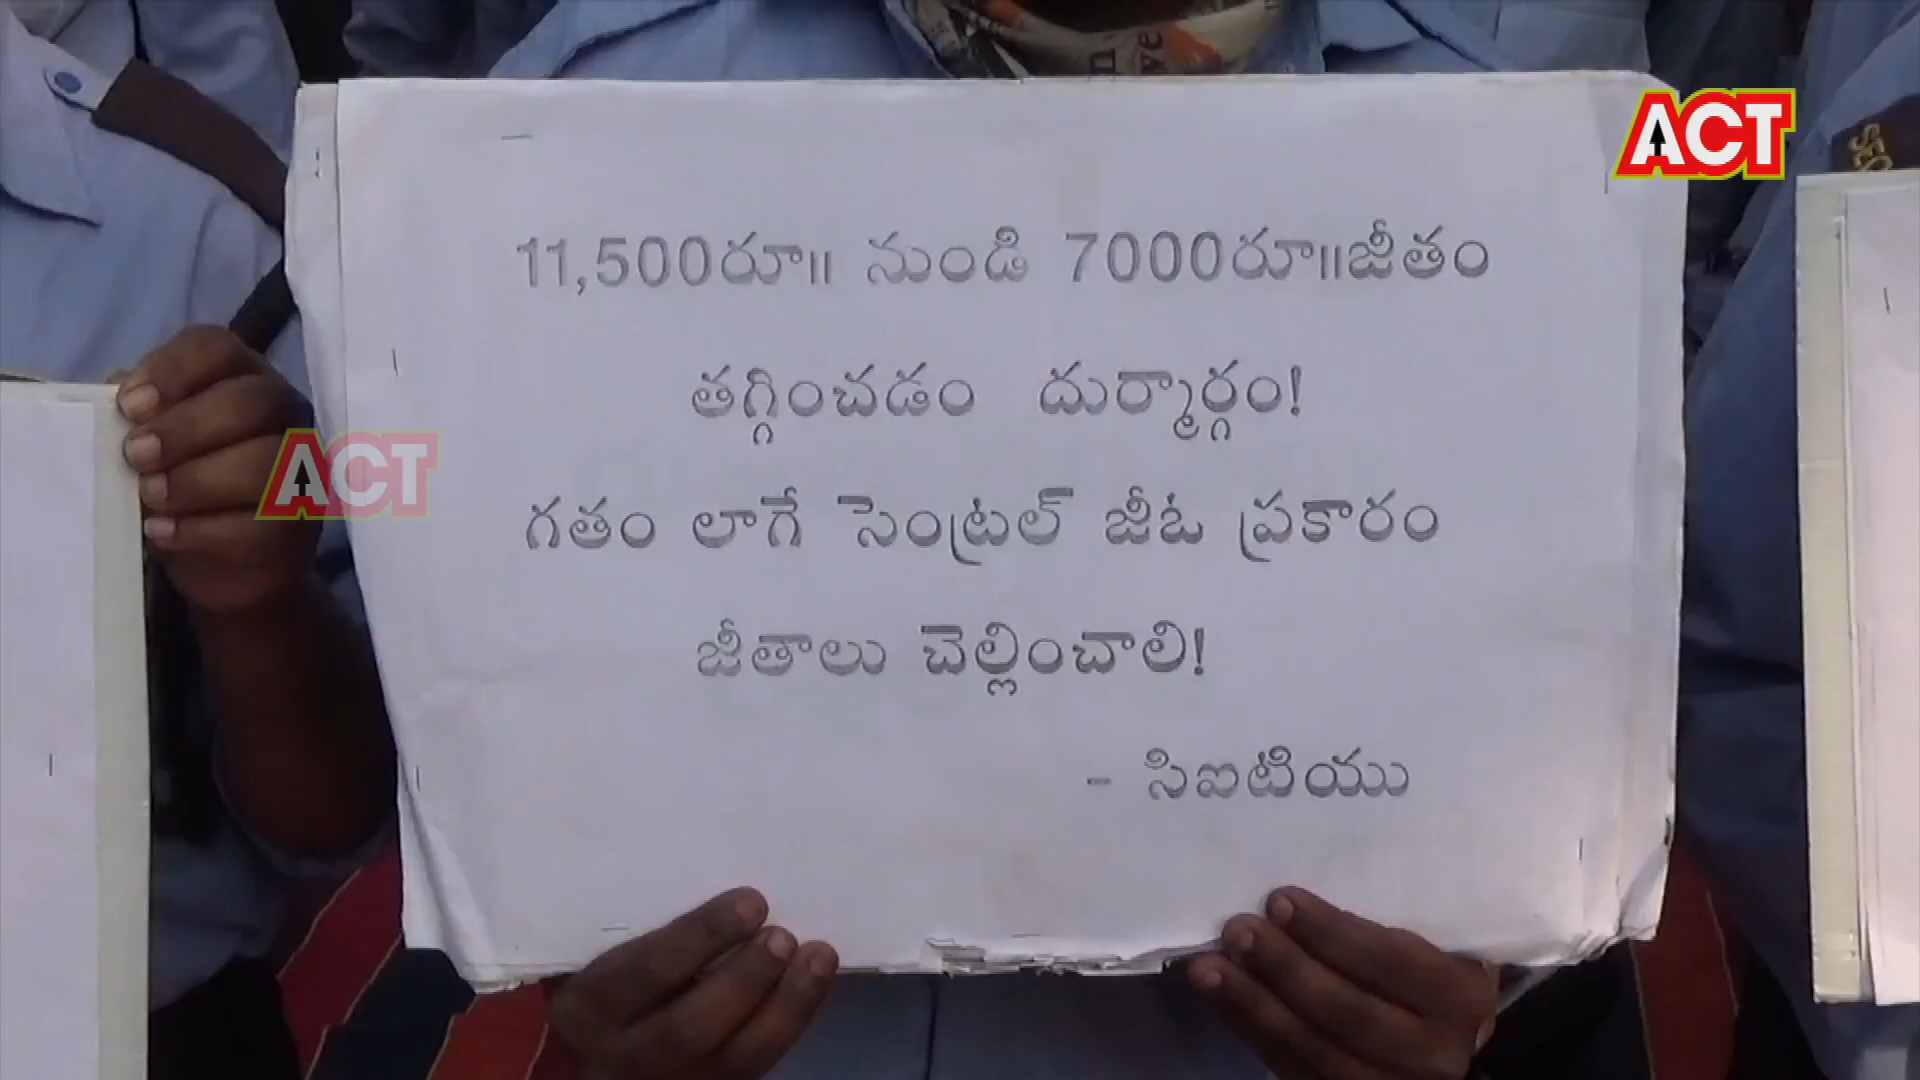 ACT
11,500రూ॥ నుండి 7000రూ॥జీతం
తగ్గించడం దుర్మార్గం!
గతం లాగే సెంట్రల్ జీఓ ప్రకారం
జీతాలు చెల్లించాలి!
- సిఐటియు
ACT